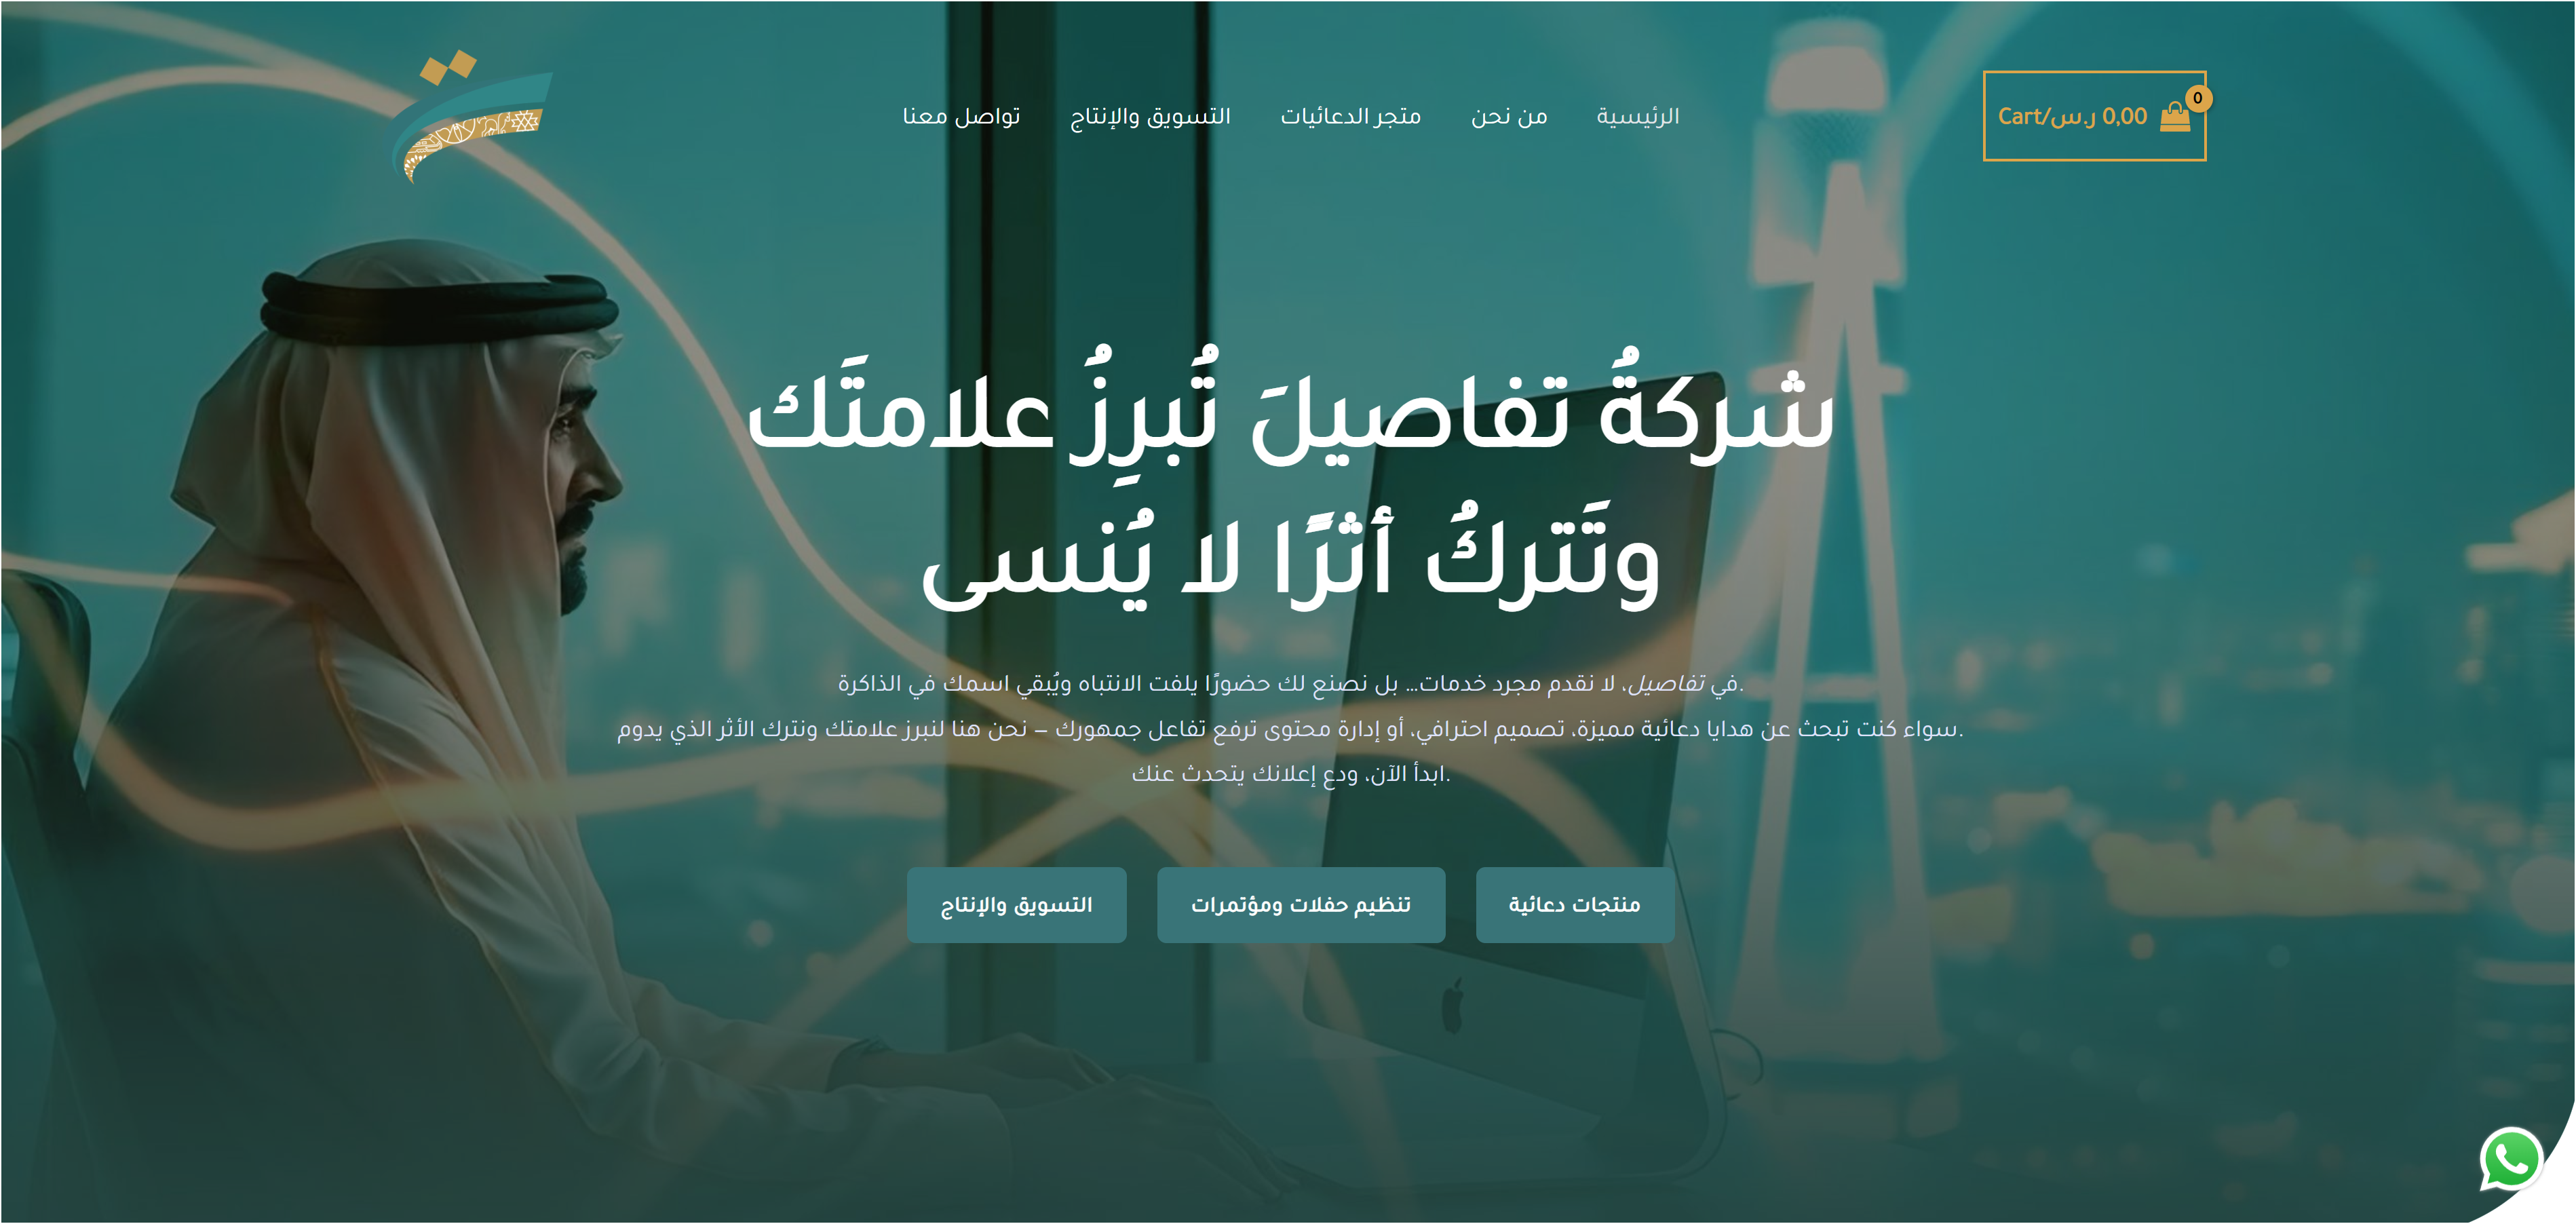 الرئيسية
من نحن
متجر الدعائيات
التسويق والإنتاج
تواصل معنا
0,00 ر.س/Cart
0
شركةُ تفاصيلَ تُبرِزُ علامتَك
وتَتركُ أثرًا لا يُنسى
في تفاصيل، لا نقدم مجرد خدمات... بل نصنع لك حضورًا يلفت الانتباه ويُبقي اسمك في الذاكرة.
سواء كنت تبحث عن هدايا دعائية مميزة، تصميم احترافي، أو إدارة محتوى ترفع تفاعل جمهورك – نحن هنا لنبرز علامتك ونترك الأثر الذي يدوم.
ابدأ الآن، ودع إعلانك يتحدث عنك.
منتجات دعائية
تنظيم حفلات ومؤتمرات
التسويق والإنتاج